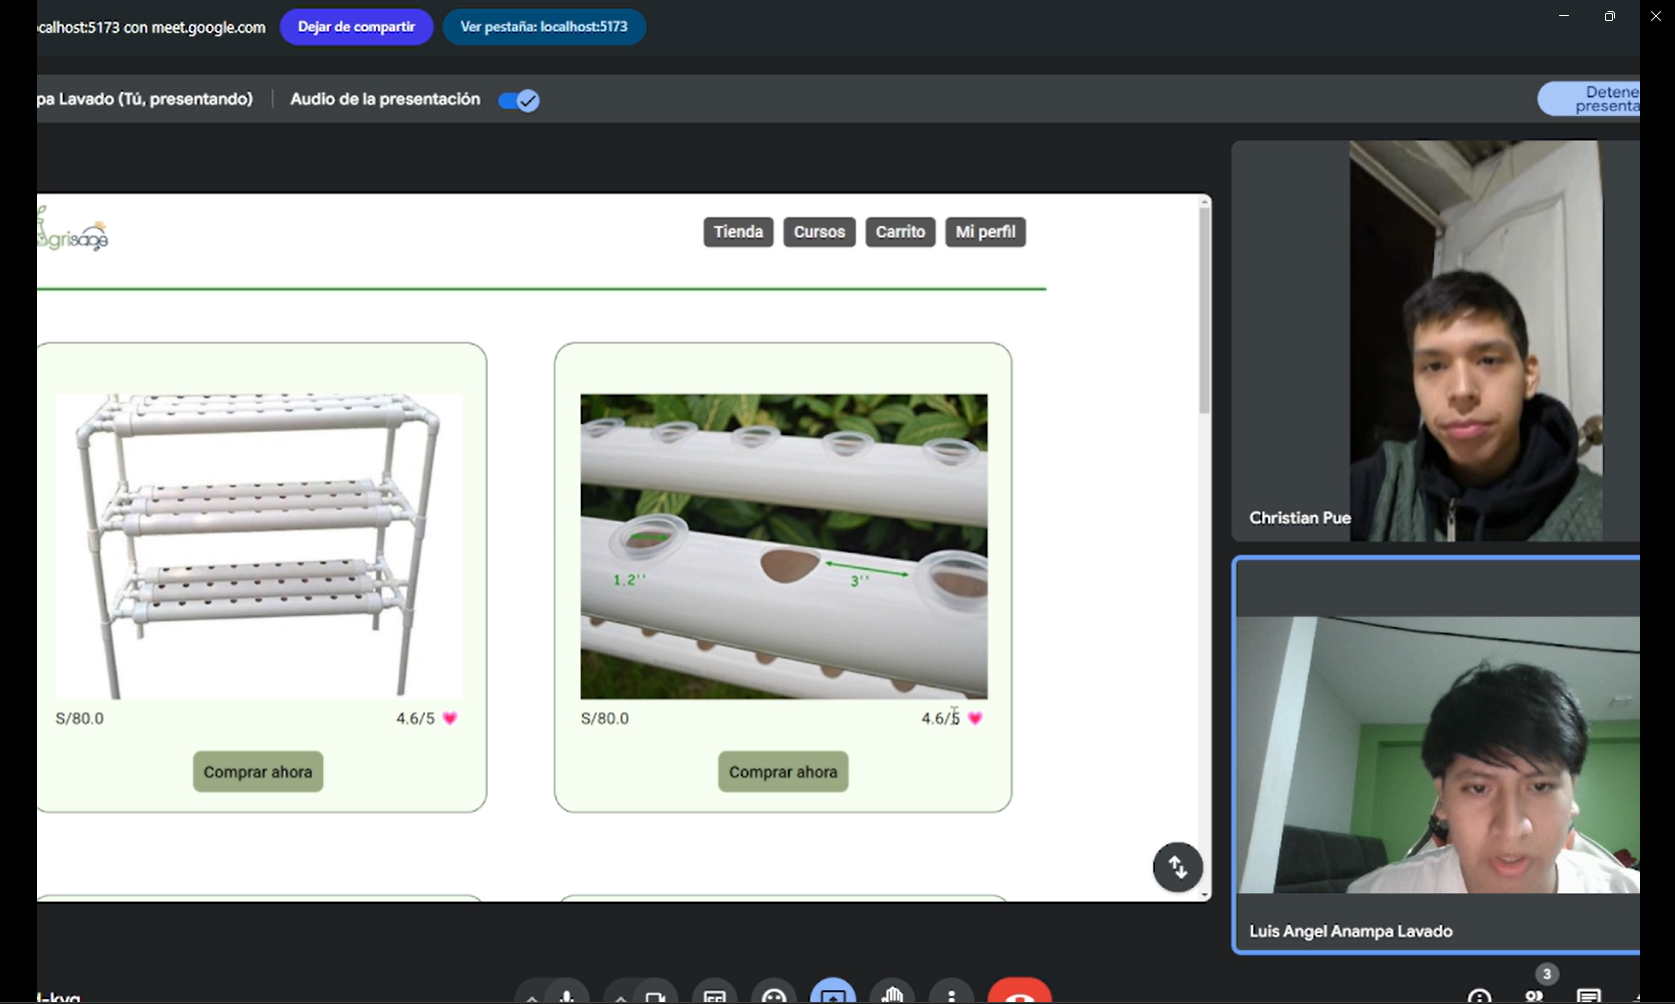 calhost:5173 con meet.google.com
Dejar de compartir
Ver pestaña: localhost:5173
pa Lavado (Tú, presentando)
Audio de la presentación
Detene
presenta
agrisage
Tienda
Cursos
Carrito
Mi perfil
1.2''
3''
S/80.0
4.6/5
S/80.0
4.6/5
Comprar ahora
Comprar ahora
Christian Pue
Luis Angel Anampa Lavado
3